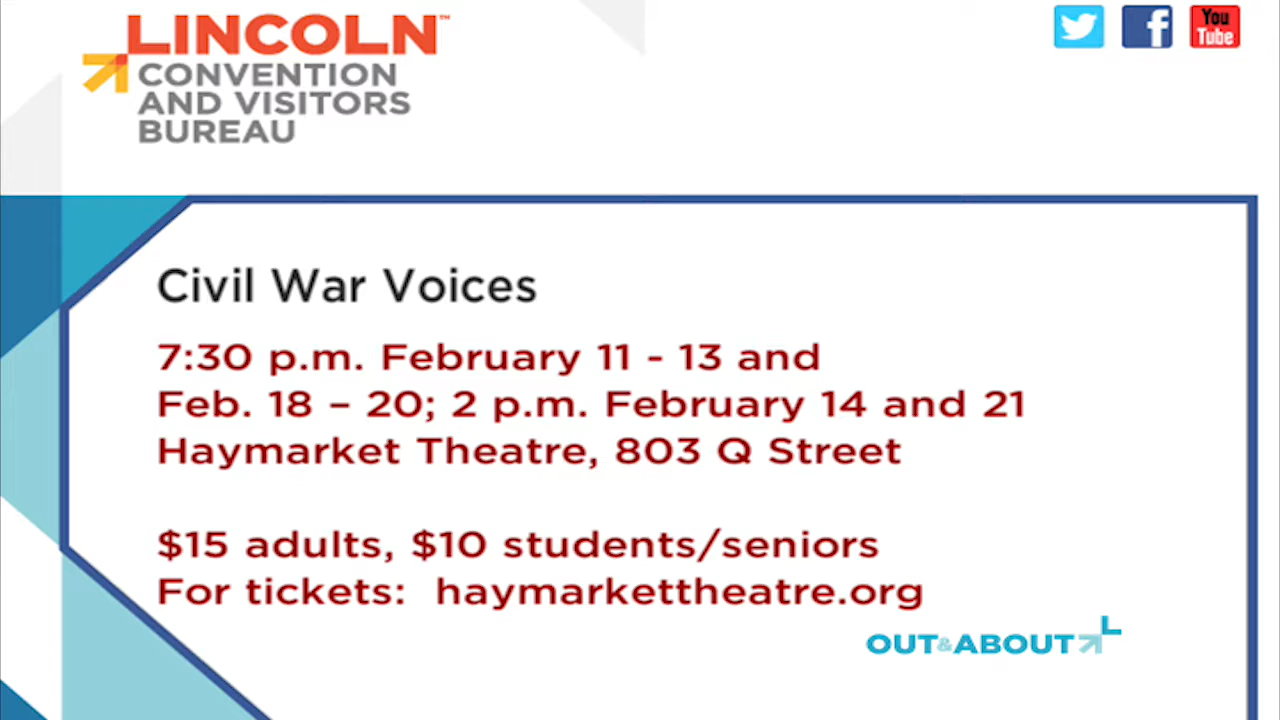 LINCOLN™
CONVENTION
AND VISITORS
BUREAU
You
Tube
Civil War Voices
7:30 p.m. February 11 - 13 and
Feb. 18 – 20; 2 p.m. February 14 and 21
Haymarket Theatre, 803 Q Street
$15 adults, $10 students/seniors
For tickets: haymarkettheatre.org
OUT&ABOUT L